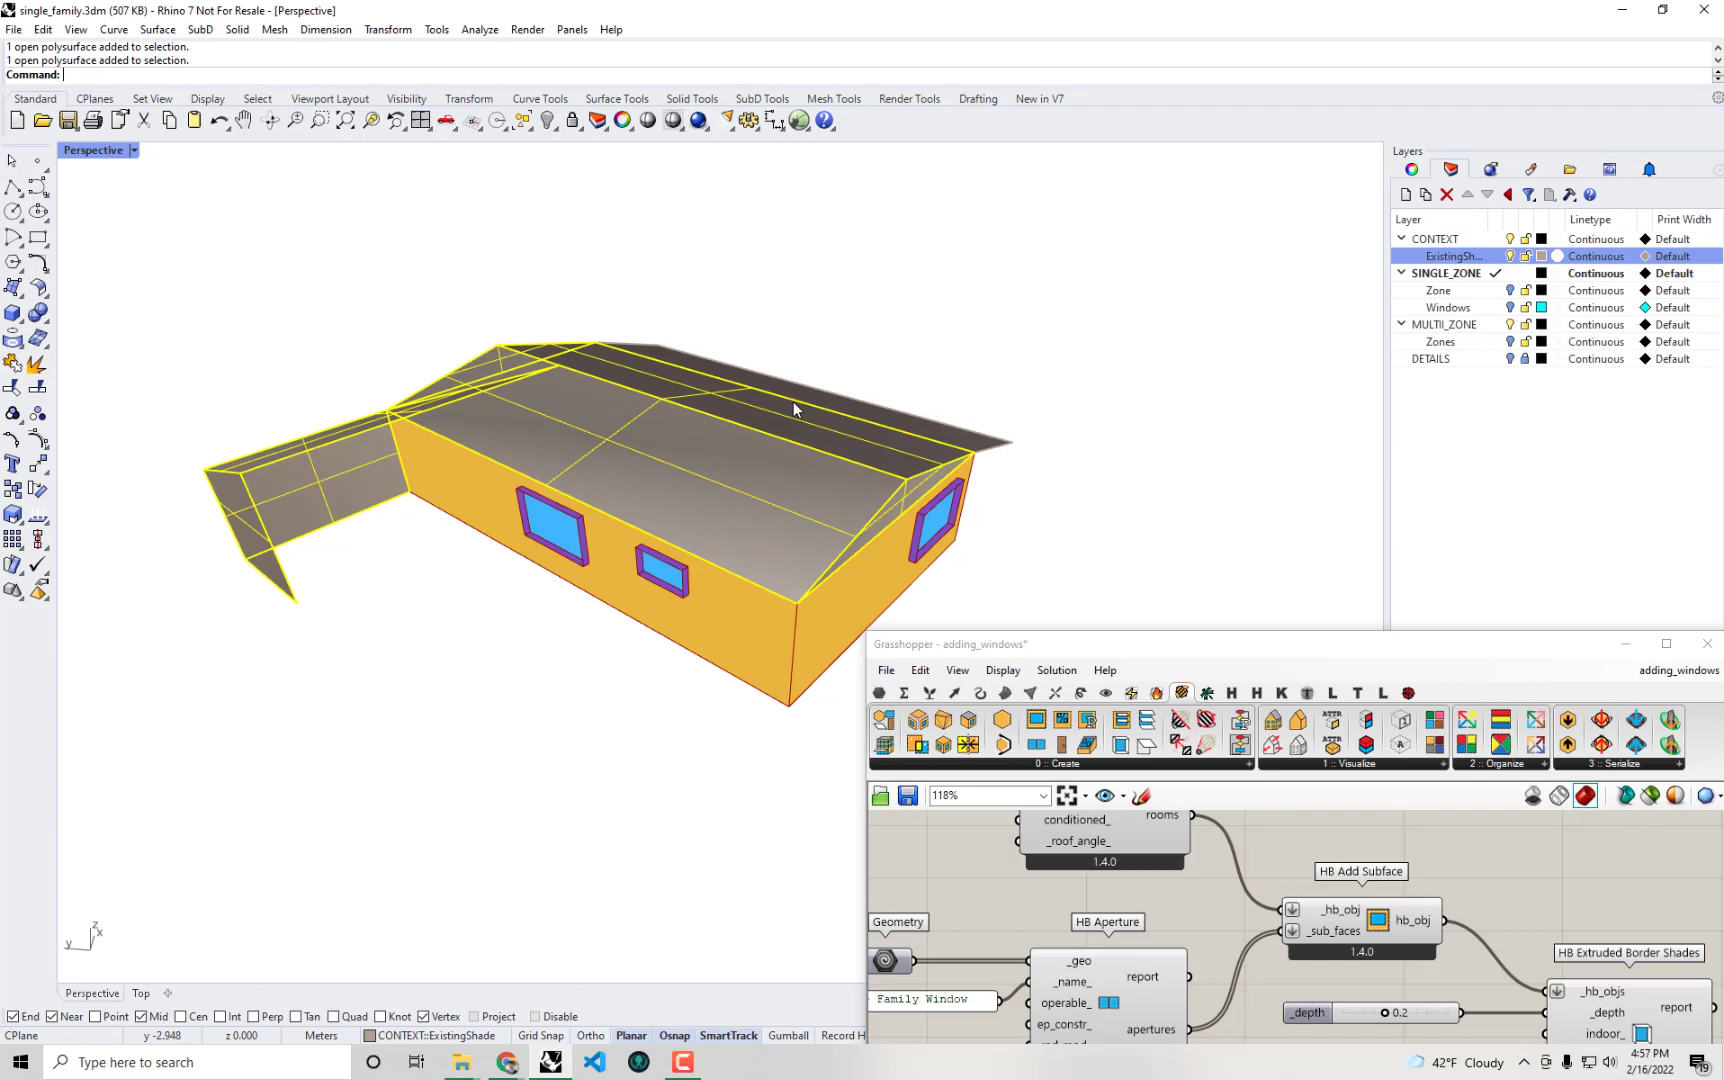 single_family.3dm (507 KB) - Rhino 7 Not For Resale - [Perspective]
File Edit View Curve Surface SubD Solid Mesh Dimension Transform Tools Analyze Render Panels Help
1 open polysurface added to selection.
1 open polysurface added to selection.
Command:
Standard CPlanes Set View Display Select Viewport Layout Visibility Transform Curve Tools Surface Tools Solid Tools SubD Tools Mesh Tools Render Tools Drafting New in V7
Perspective
Layers
Layer Linetype Print Width
CONTEXT Continuous Default
ExistingSh... Continuous Default
SINGLE_ZONE Continuous Default
Zone Continuous Default
Windows Continuous Default
MULTII_ZONE Continuous Default
Zones Continuous Default
DETAILS Continuous Default
Grasshopper - adding_windows*
File Edit View Display Solution Help adding_windows
H H K T L T L
ATTR
ATTR
0 :: Create 1 :: Visualize 2 :: Organize 3 :: Serialize
118%
conditioned_ rooms
_roof_angle_
1.4.0
HB Add Subface
_hb_obj hb_obj
_sub_faces
1.4.0
Geometry HB Aperture
_geo
_name_ report
operable_
ep_constr_
apertures
Family Window
HB Extruded Border Shades
_hb_objs
_depth report
indoor_
_depth 0.2
z
x
y
Perspective Top
End Near Point Mid Cen Int Perp Tan Quad Knot Vertex Project Disable
CPlane y -2.948 z 0.000 Meters CONTEXT::ExistingShade Grid Snap Ortho Planar Osnap SmartTrack Gumball Record H
Type here to search
42°F Cloudy
4:57 PM
2/16/2022
19